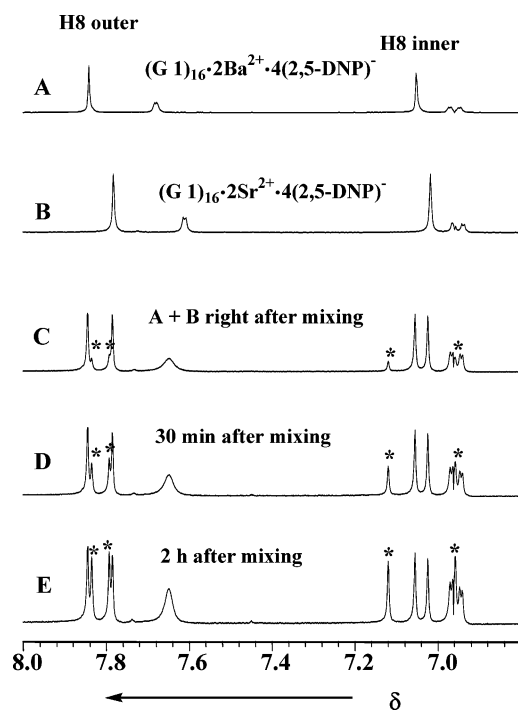 H8 outer
H8 inner
(G 1)₁₆·2Ba²⁺·4(2,5-DNP)⁻
A
(G 1)₁₆·2Sr²⁺·4(2,5-DNP)⁻
B
A + B right after mixing
C
* * * *
30 min after mixing
D
* * * *
2 h after mixing
E
* * * *
8.0 7.8 7.6 7.4 7.2 7.0
δ